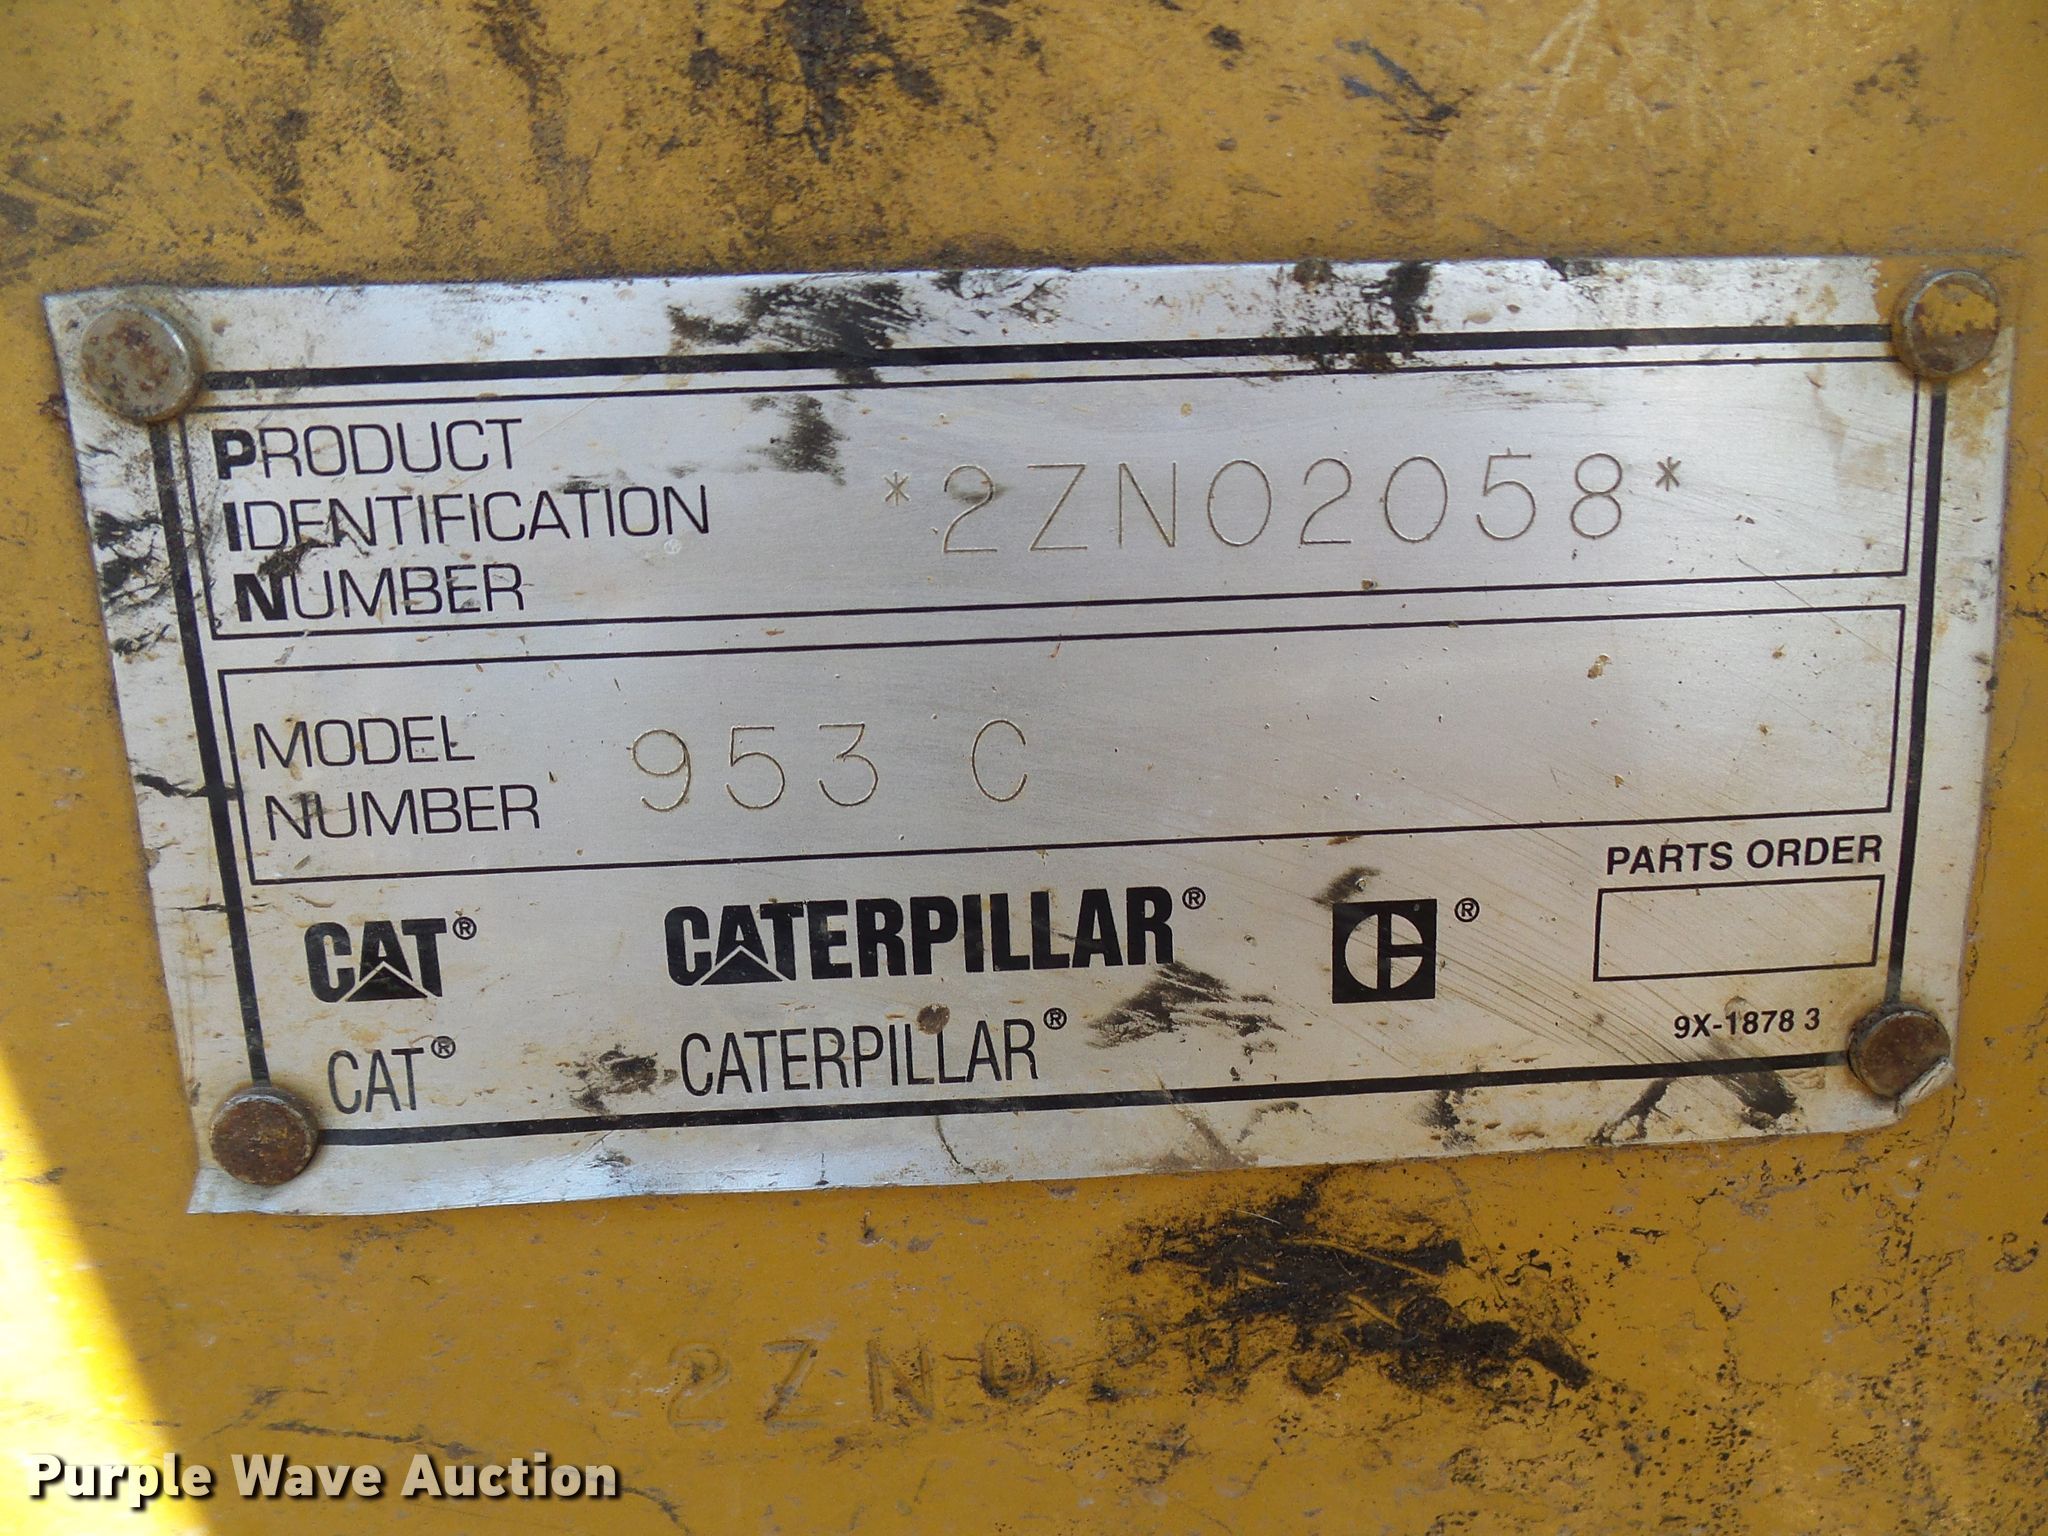 PRODUCT
IDENTIFICATION
NUMBER
*2ZN02058*
MODEL
NUMBER
953 C
PARTS ORDER
CAT® CATERPILLAR® ®
9X-1878 3
CAT® CATERPILLAR®
2ZN02058
Purple Wave Auction